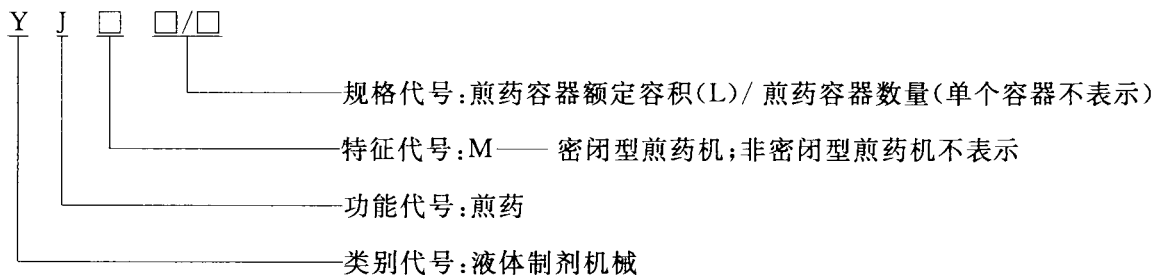 Y J □ □/□
规格代号:煎药容器额定容积(L)/煎药容器数量(单个容器不表示)
特征代号:M——密闭型煎药机;非密闭型煎药机不表示
功能代号:煎药
类别代号:液体制剂机械